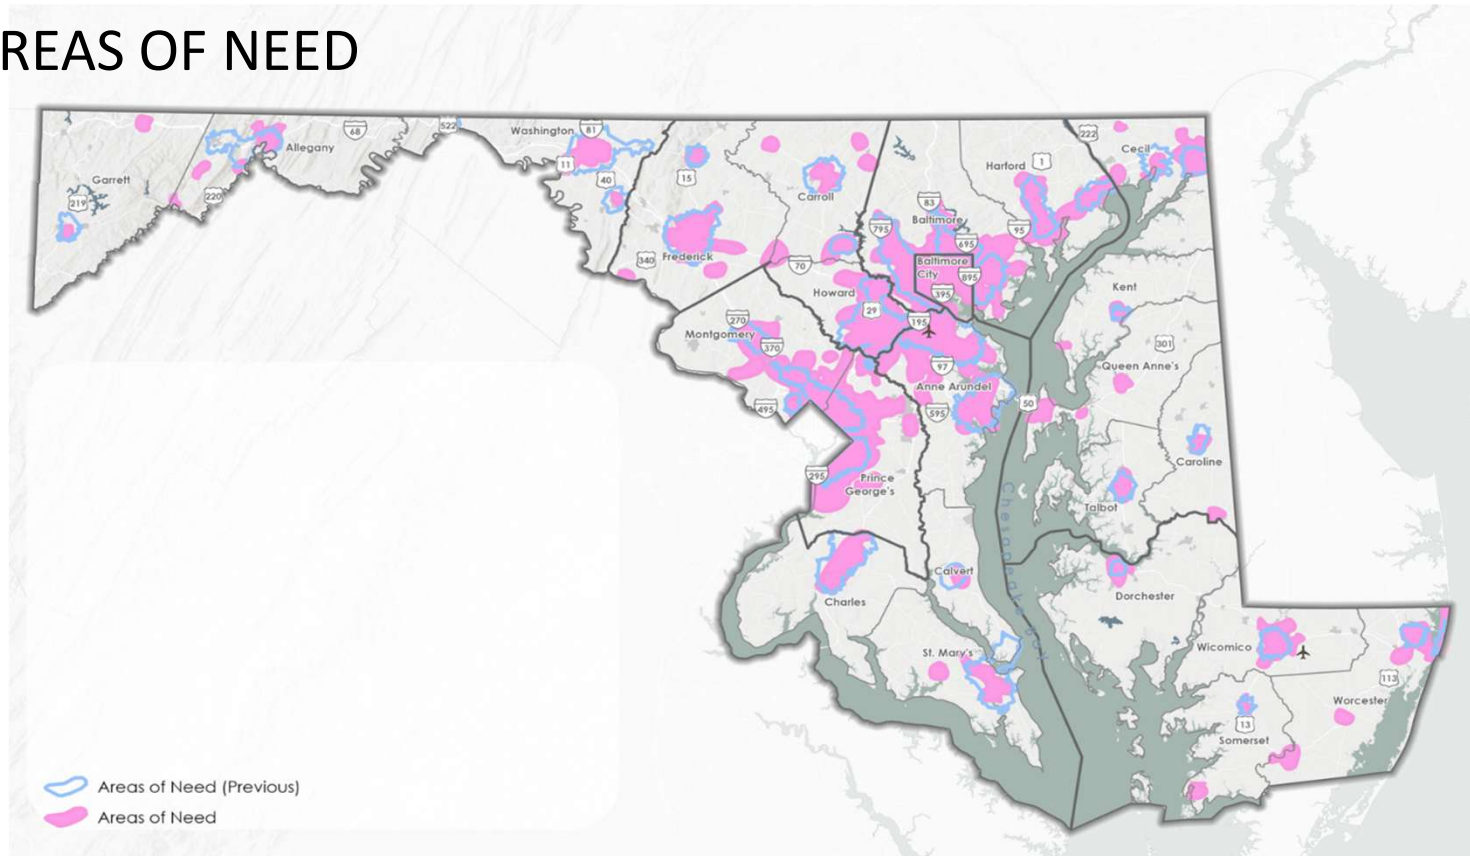 REAS OF NEED
522
Washington
81
68
Allegany
11
40
15
Garrett
219
220
222
Cecil
Harford
1
Carroll
83
Baltimore
795
95
695
340
Frederick
70
Baltimore
City
895
395
Howard
29
195
Kent
270
Montgomery
370
301
Queen Anne's
97
Anne Arundel
495
595
50
Caroline
295
Prince
George's
Talbot
Chesapeake Bay
Calvert
Charles
Dorchester
St. Mary's
Wicomico
113
Worcester
13
Somerset
Areas of Need (Previous)
Areas of Need